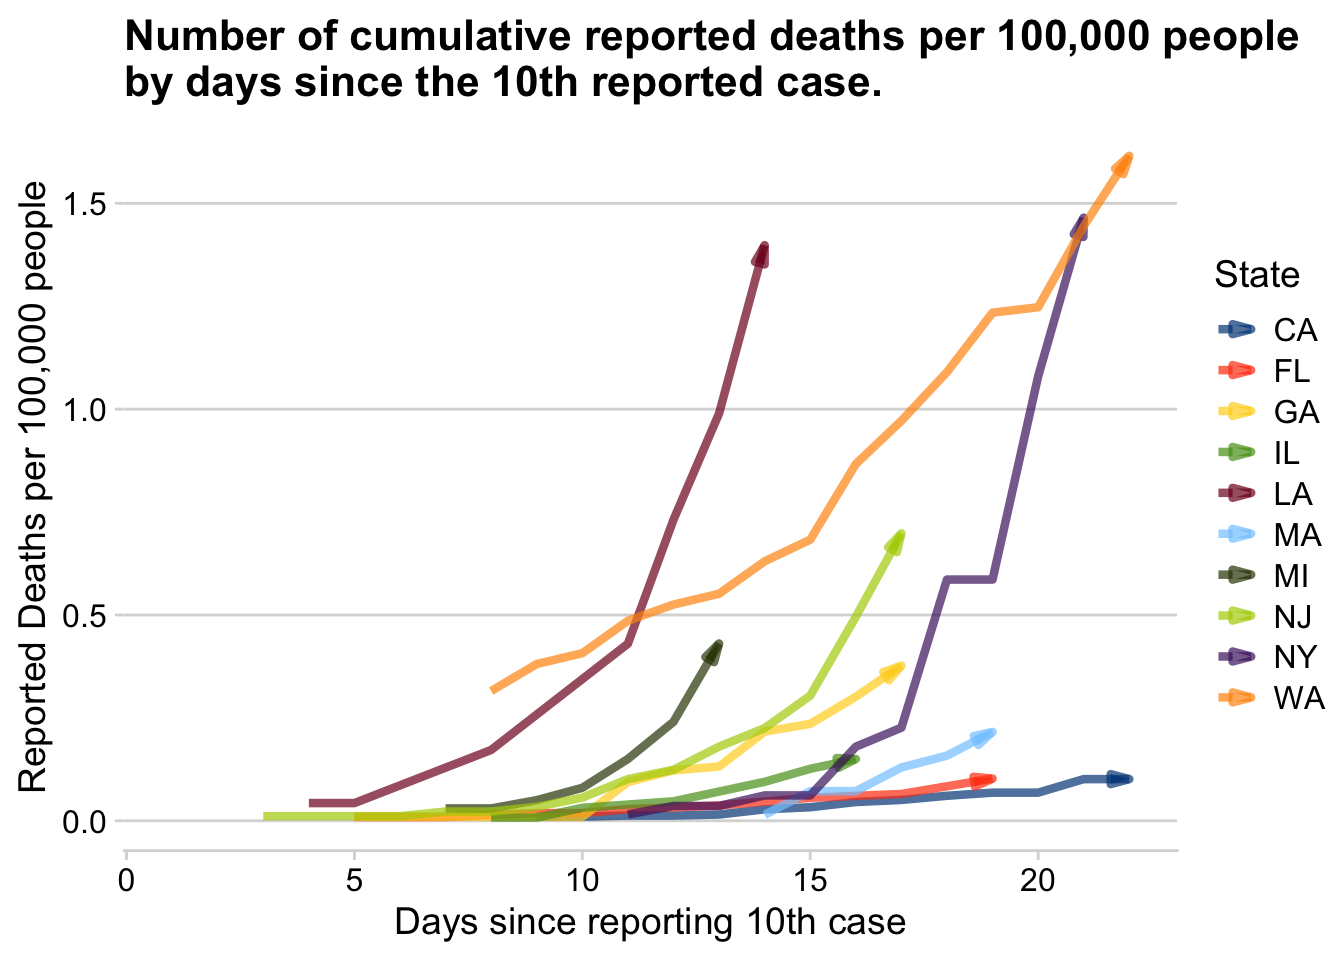 Number of cumulative reported deaths per 100,000 people
by days since the 10th reported case.
Reported Deaths per 100,000 people
1.5
1.0
0.5
0.0
0
5
10
15
20
Days since reporting 10th case
State
CA
FL
GA
IL
LA
MA
MI
NJ
NY
WA